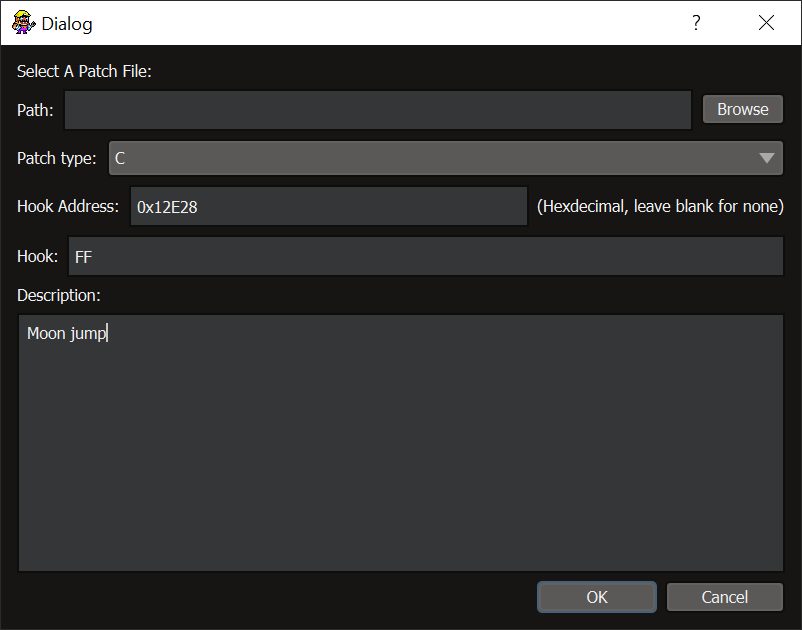 Dialog
?
Select A Patch File:
Path:
Browse
Patch type: C
Hook Address: 0x12E28 (Hexdecimal, leave blank for none)
Hook: FF
Description:
Moon jump
OK Cancel